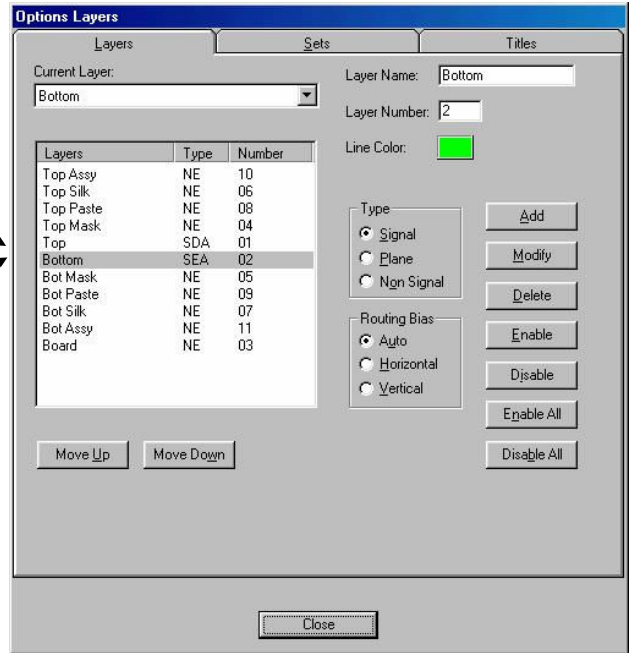 Options Layers
Layers Sets Titles
Current Layer:
Bottom
Layer Name: Bottom
Layer Number: 2
Line Color:
Layers Type Number
Top Assy NE 10
Top Silk NE 06
Top Paste NE 08
Top Mask NE 04
Top SDA 01
Bottom SEA 02
Bot Mask NE 05
Bot Paste NE 09
Bot Silk NE 07
Bot Assy NE 11
Board NE 03
Type
Signal
Plane
Non Signal
Routing Bias
Auto
Horizontal
Vertical
Add
Modify
Delete
Enable
Disable
Enable All
Disable All
Move Up Move Down
Close